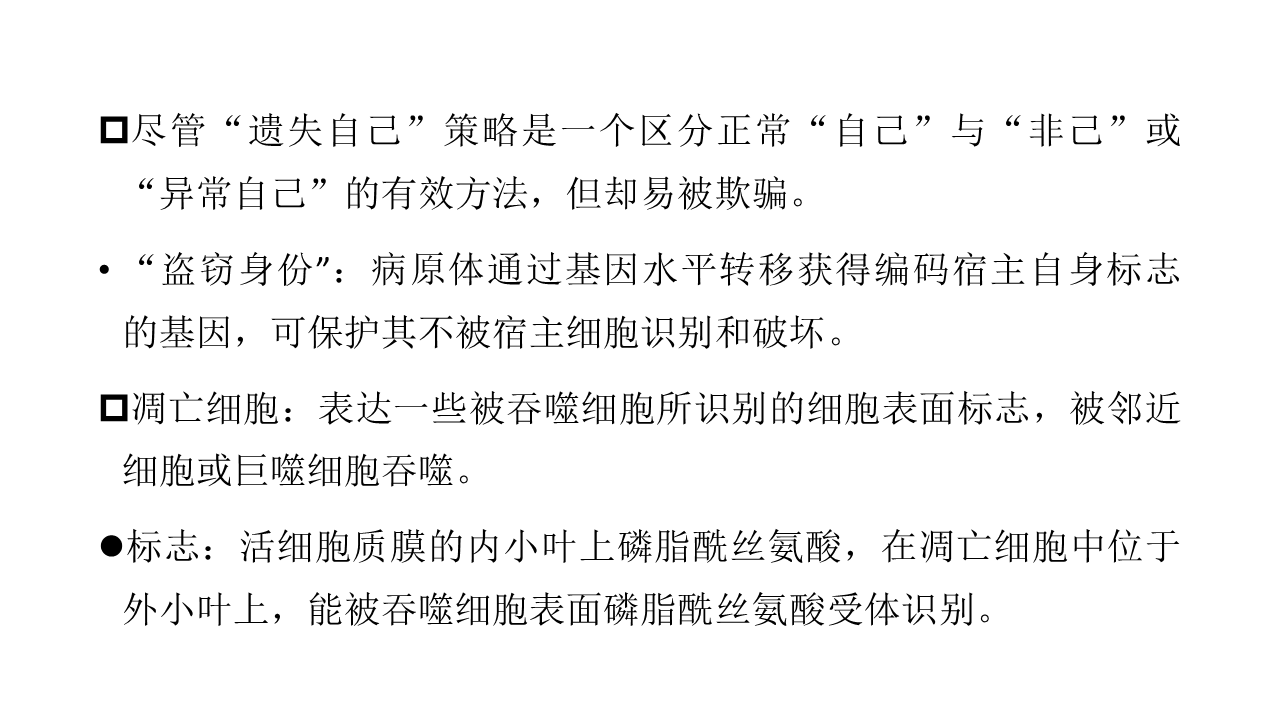 尽管“遗失自己”策略是一个区分正常“自己”与“非己”或
“异常自己”的有效方法，但却易被欺骗。
• “盗窃身份”：病原体通过基因水平转移获得编码宿主自身标志
的基因，可保护其不被宿主细胞识别和破坏。
凋亡细胞：表达一些被吞噬细胞所识别的细胞表面标志，被邻近
细胞或巨噬细胞吞噬。
●标志：活细胞质膜的内小叶上磷脂酰丝氨酸，在凋亡细胞中位于
外小叶上，能被吞噬细胞表面磷脂酰丝氨酸受体识别。